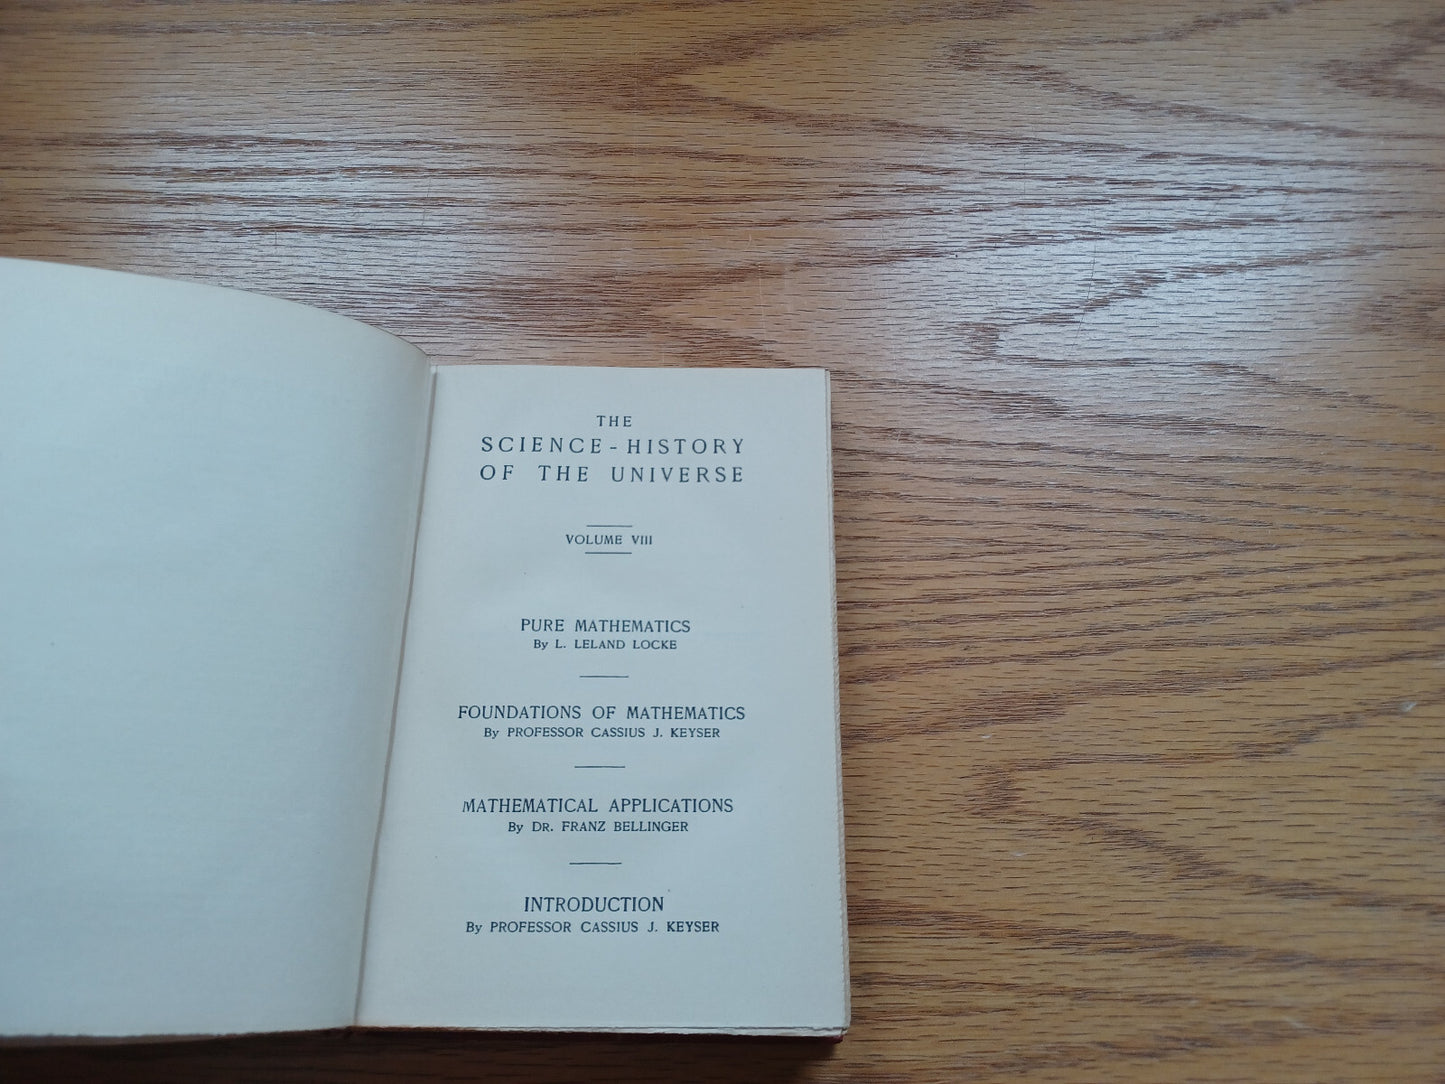 THE
SCIENCE-HISTORY
OF THE UNIVERSE
VOLUME VIII
PURE MATHEMATICS
By L. LELAND LOCKE
FOUNDATIONS OF MATHEMATICS
By PROFESSOR CASSIUS J. KEYSER
MATHEMATICAL APPLICATIONS
By DR. FRANZ BELLINGER
INTRODUCTION
By PROFESSOR CASSIUS J. KEYSER